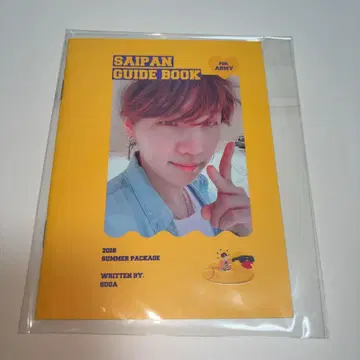 SAIPAN
GUIDE BOOK
FOR.
ARMY
2018
SUMMER PACKAGE
WRITTEN BY.
SUGA